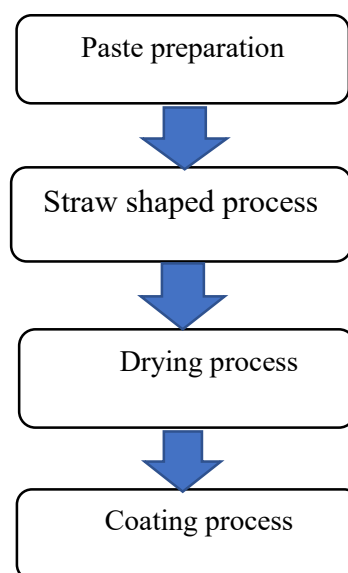 Paste preparation
Straw shaped process
Drying process
Coating process